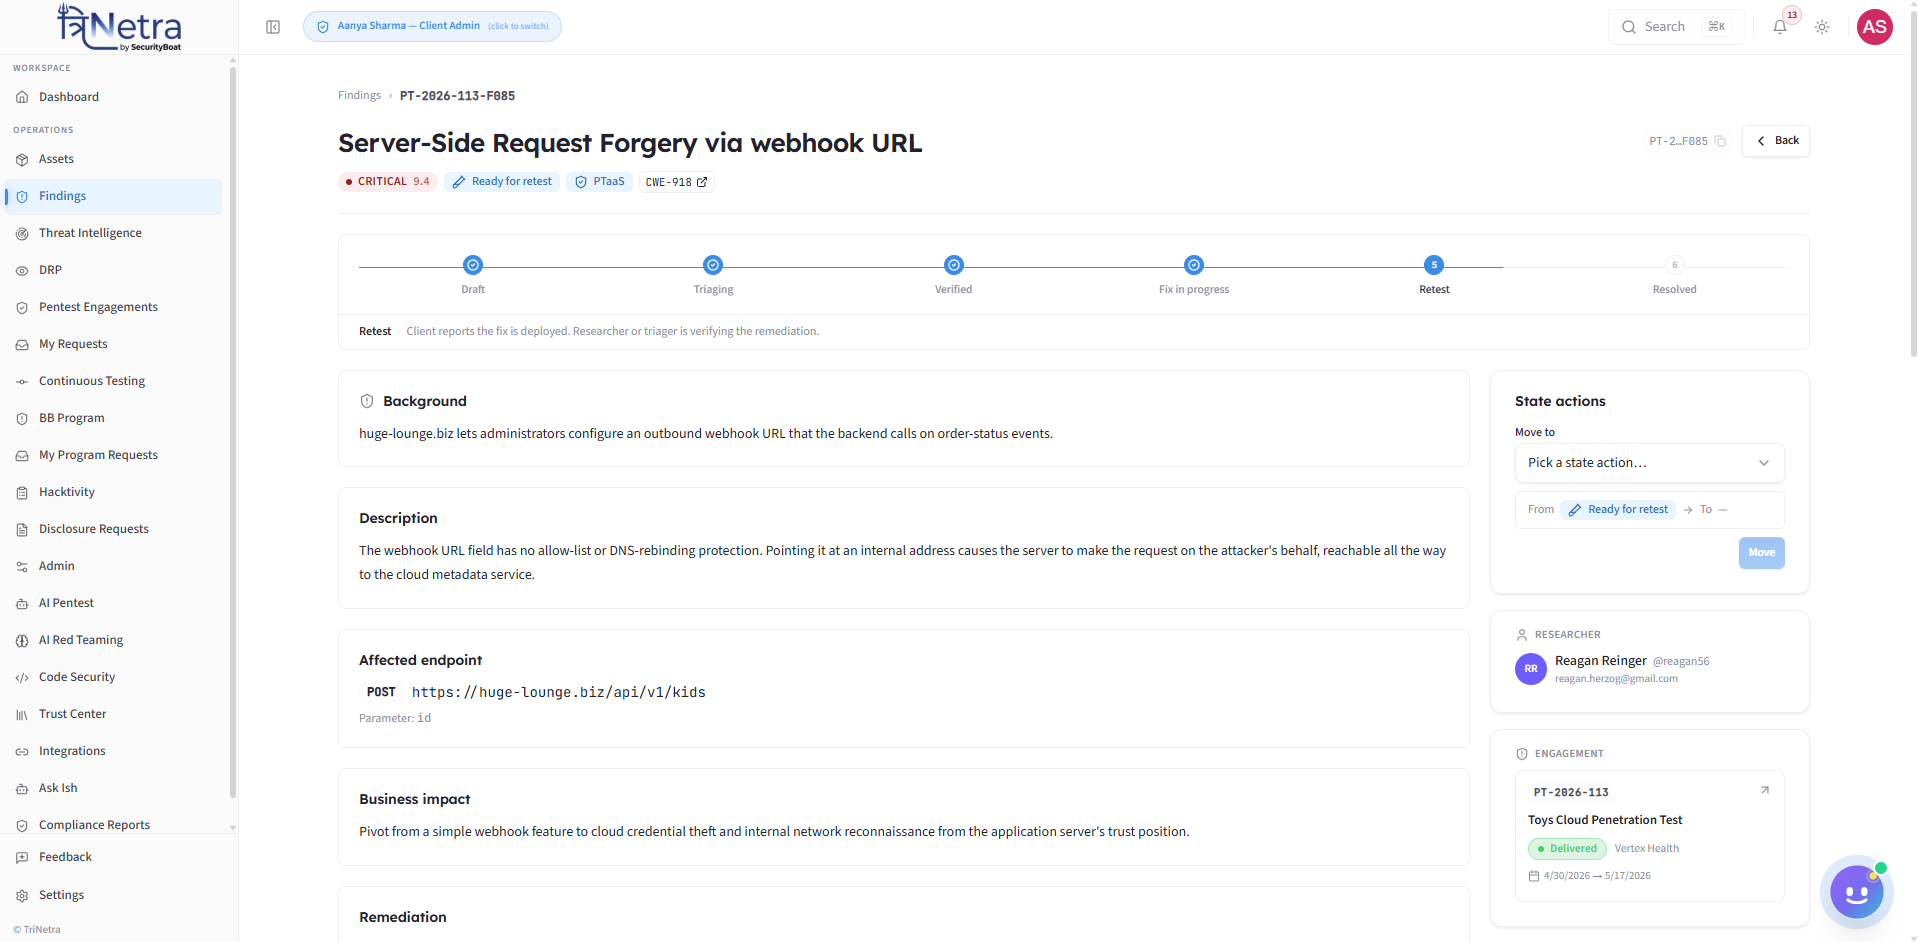 त्रिNetra
by SecurityBoat
WORKSPACE
Dashboard
OPERATIONS
Assets
Findings
Threat Intelligence
DRP
Pentest Engagements
My Requests
Continuous Testing
BB Program
My Program Requests
Hacktivity
Disclosure Requests
Admin
AI Pentest
AI Red Teaming
Code Security
Trust Center
Integrations
Ask Ish
Compliance Reports
Feedback
Settings
© TriNetra
Aanya Sharma — Client Admin (click to switch)
Search ⌘K
13
AS
Findings › PT-2026-113-F085
Server-Side Request Forgery via webhook URL
PT-2…F085
Back
CRITICAL 9.4
Ready for retest
PTaaS
CWE-918
Draft
Triaging
Verified
Fix in progress
5
Retest
6
Resolved
Retest Client reports the fix is deployed. Researcher or triager is verifying the remediation.
Background
huge-lounge.biz lets administrators configure an outbound webhook URL that the backend calls on order-status events.
Description
The webhook URL field has no allow-list or DNS-rebinding protection. Pointing it at an internal address causes the server to make the request on the attacker's behalf, reachable all the way
to the cloud metadata service.
Affected endpoint
POST https://huge-lounge.biz/api/v1/kids
Parameter: id
Business impact
Pivot from a simple webhook feature to cloud credential theft and internal network reconnaissance from the application server's trust position.
Remediation
State actions
Move to
Pick a state action…
From Ready for retest → To —
Move
RESEARCHER
RR
Reagan Reinger @reagan56
reagan.herzog@gmail.com
ENGAGEMENT
PT-2026-113
Toys Cloud Penetration Test
Delivered Vertex Health
4/30/2026 → 5/17/2026